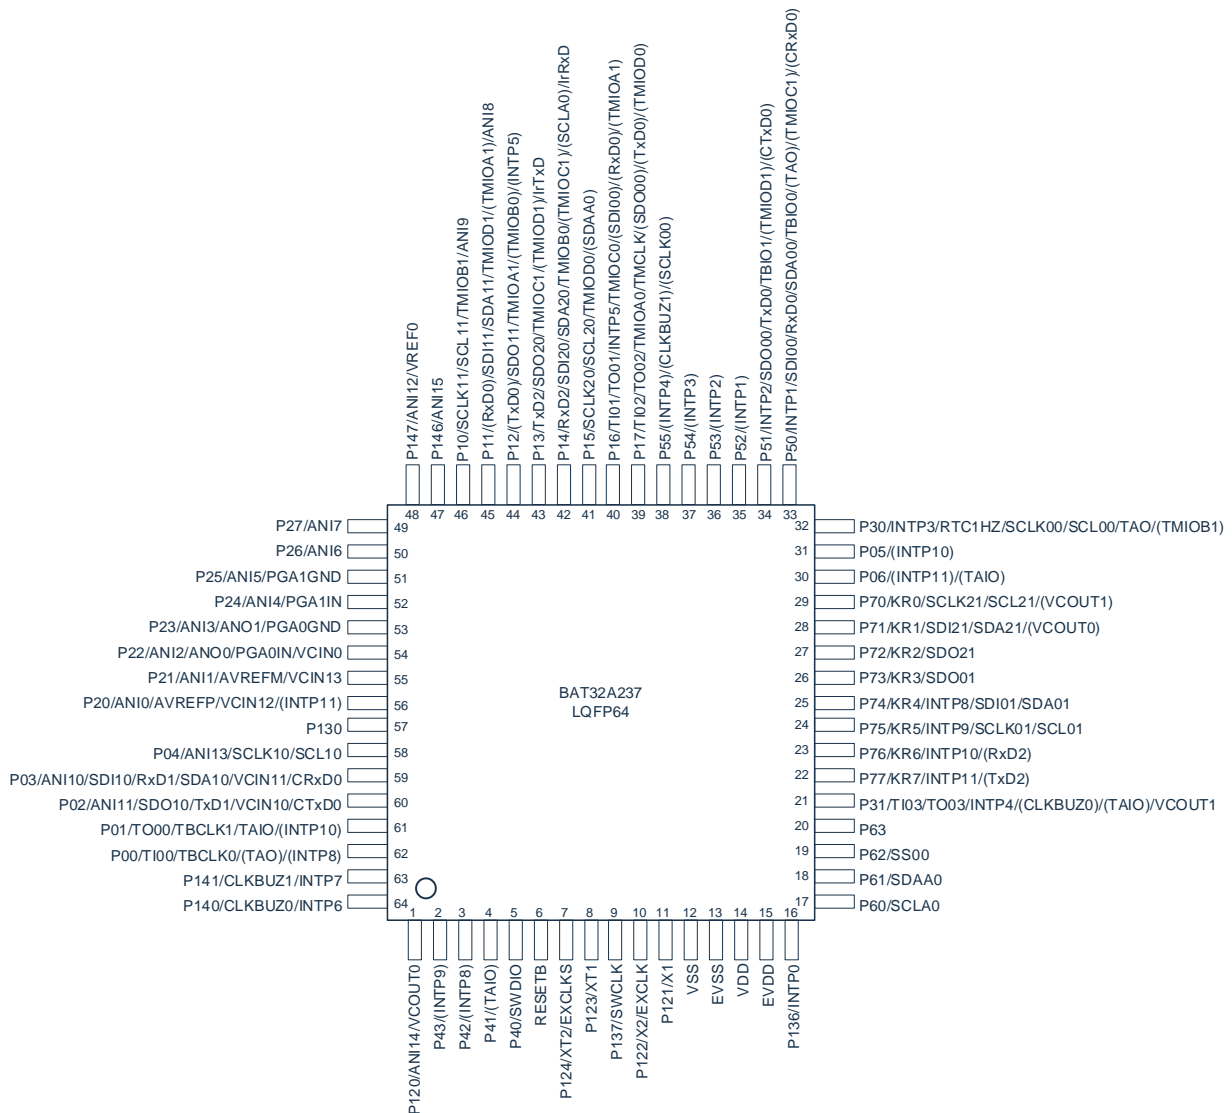 P147/ANI12/VREF0
P146/ANI15
P10/SCLK11/SCL11/TMIOB1/ANI9
P11/(RxD0)/SDI11/SDA11/TMIOD1/(TMIOA1)/ANI8
P12/(TxD0)/SDO11/TMIOA1/(TMIOB0)/(INTP5)
P13/TxD2/SDO20/TMIOC1/(TMIOD1)/IrTxD
P14/RxD2/SDI20/SDA20/TMIOB0/(TMIOC1)/(SCLA0)/IrRxD
P15/SCLK20/SCL20/TMIOD0/(SDAA0)
P16/TI01/TO01/INTP5/TMIOC0/(SDI00)/(RxD0)/(TMIOA1)
P17/TI02/TO02/TMIOA0/TMCLK/(SDO00)/(TxD0)/(TMIOD0)
P55/(INTP4)/(CLKBUZ1)/(SCLK00)
P54/(INTP3)
P53/(INTP2)
P52/(INTP1)
P51/INTP2/SDO00/TxD0/TBIO1/(TMIOD1)/(CTxD0)
P50/INTP1/SDI00/RxD0/SDA00/TBIO0/(TAO)/(TMIOC1)/(CRxD0)
48 47 46 45 44 43 42 41 40 39 38 37 36 35 34 33
P27/ANI7 49
P26/ANI6 50
P25/ANI5/PGA1GND 51
P24/ANI4/PGA1IN 52
P23/ANI3/ANO1/PGA0GND 53
P22/ANI2/ANO0/PGA0IN/VCIN0 54
P21/ANI1/AVREFM/VCIN13 55
P20/ANI0/AVREFP/VCIN12/(INTP11) 56
P130 57
P04/ANI13/SCLK10/SCL10 58
P03/ANI10/SDI10/RxD1/SDA10/VCIN11/CRxD0 59
P02/ANI11/SDO10/TxD1/VCIN10/CTxD0 60
P01/TO00/TBCLK1/TAIO/(INTP10) 61
P00/TI00/TBCLK0/(TAO)/(INTP8) 62
P141/CLKBUZ1/INTP7 63
P140/CLKBUZ0/INTP6 64
BAT32A237
LQFP64
32 P30/INTP3/RTC1HZ/SCLK00/SCL00/TAO/(TMIOB1)
31 P05/(INTP10)
30 P06/(INTP11)/(TAIO)
29 P70/KR0/SCLK21/SCL21/(VCOUT1)
28 P71/KR1/SDI21/SDA21/(VCOUT0)
27 P72/KR2/SDO21
26 P73/KR3/SDO01
25 P74/KR4/INTP8/SDI01/SDA01
24 P75/KR5/INTP9/SCLK01/SCL01
23 P76/KR6/INTP10/(RxD2)
22 P77/KR7/INTP11/(TxD2)
21 P31/TI03/TO03/INTP4/(CLKBUZ0)/(TAIO)/VCOUT1
20 P63
19 P62/SS00
18 P61/SDAA0
17 P60/SCLA0
1 2 3 4 5 6 7 8 9 10 11 12 13 14 15 16
P120/ANI14/VCOUT0
P43/(INTP9)
P42/(INTP8)
P41/(TAIO)
P40/SWDIO
RESETB
P124/XT2/EXCLKS
P123/XT1
P137/SWCLK
P122/X2/EXCLK
P121/X1
VSS
EVSS
VDD
EVDD
P136/INTP0